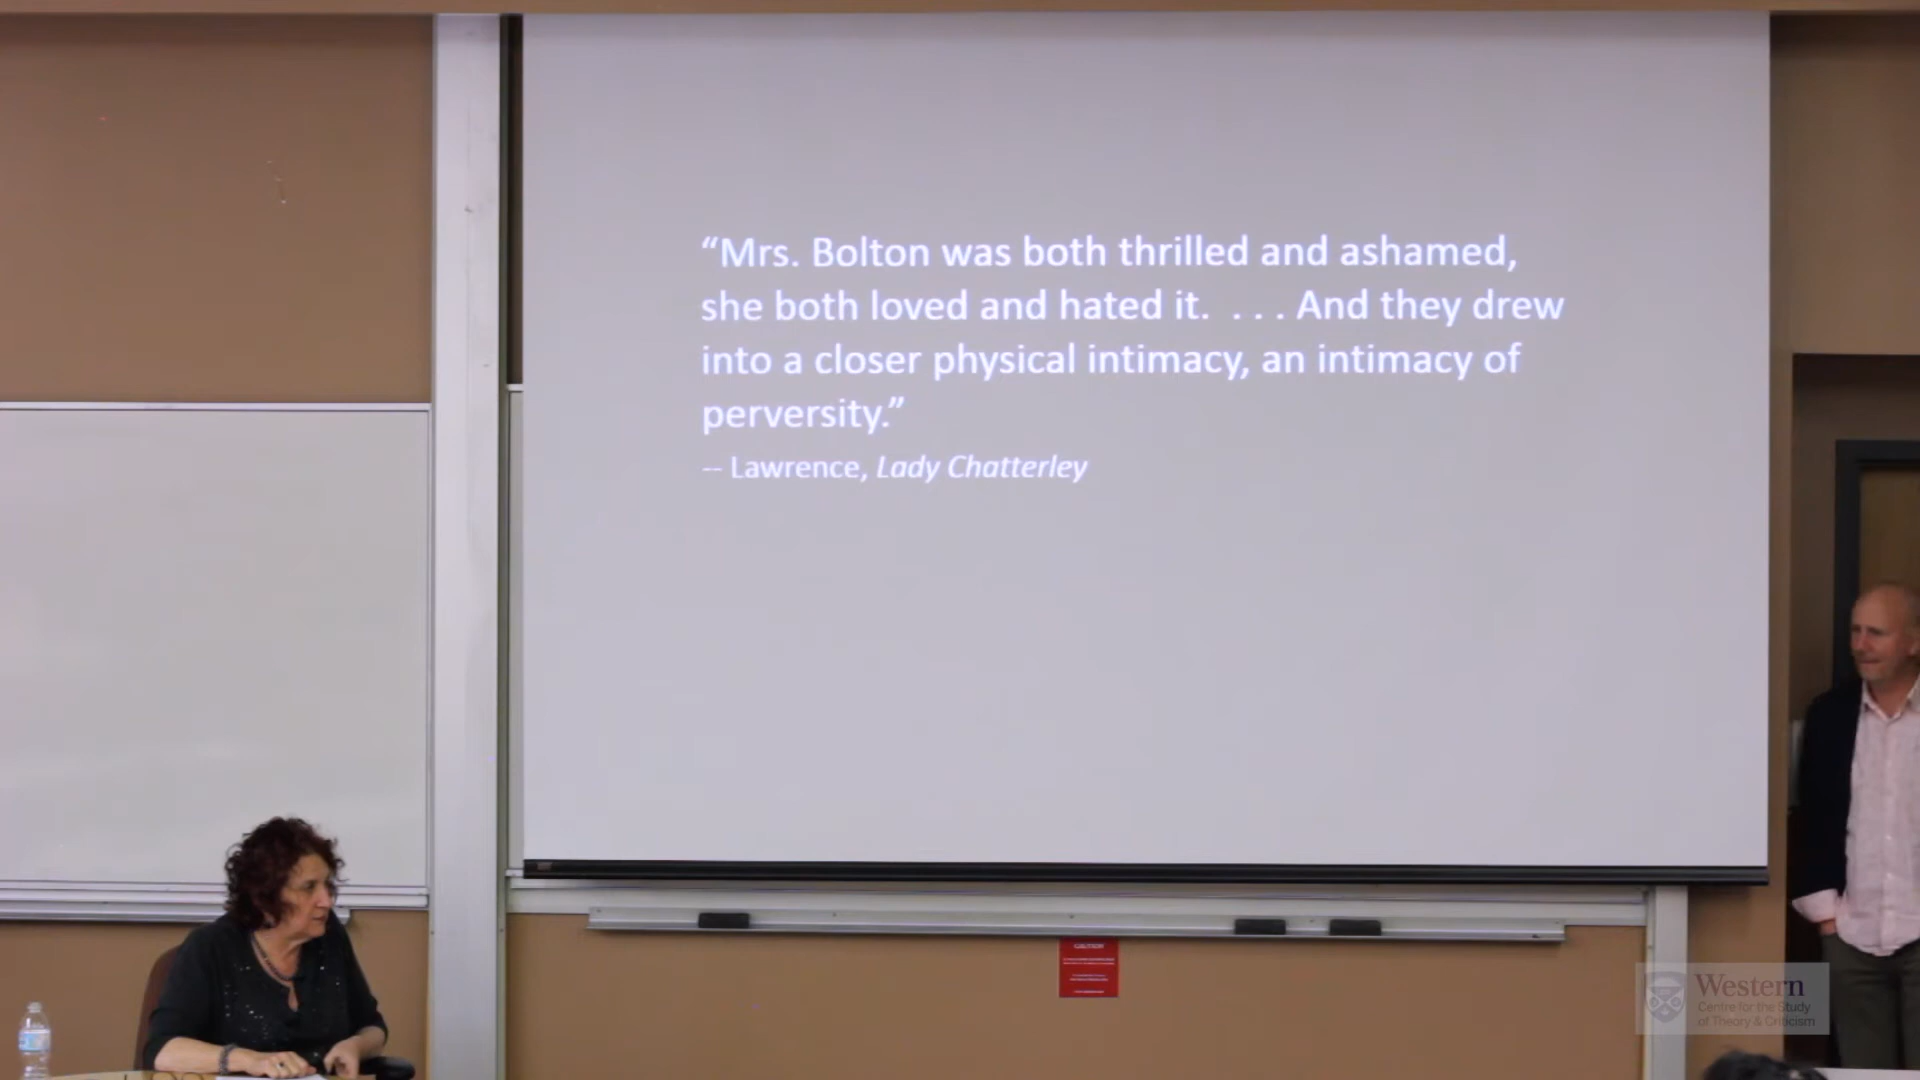 “Mrs. Bolton was both thrilled and ashamed,
she both loved and hated it. . . . And they drew
into a closer physical intimacy, an intimacy of
perversity.”
-- Lawrence, Lady Chatterley
CAUTION
Western
Centre for the Study
of Theory & Criticism